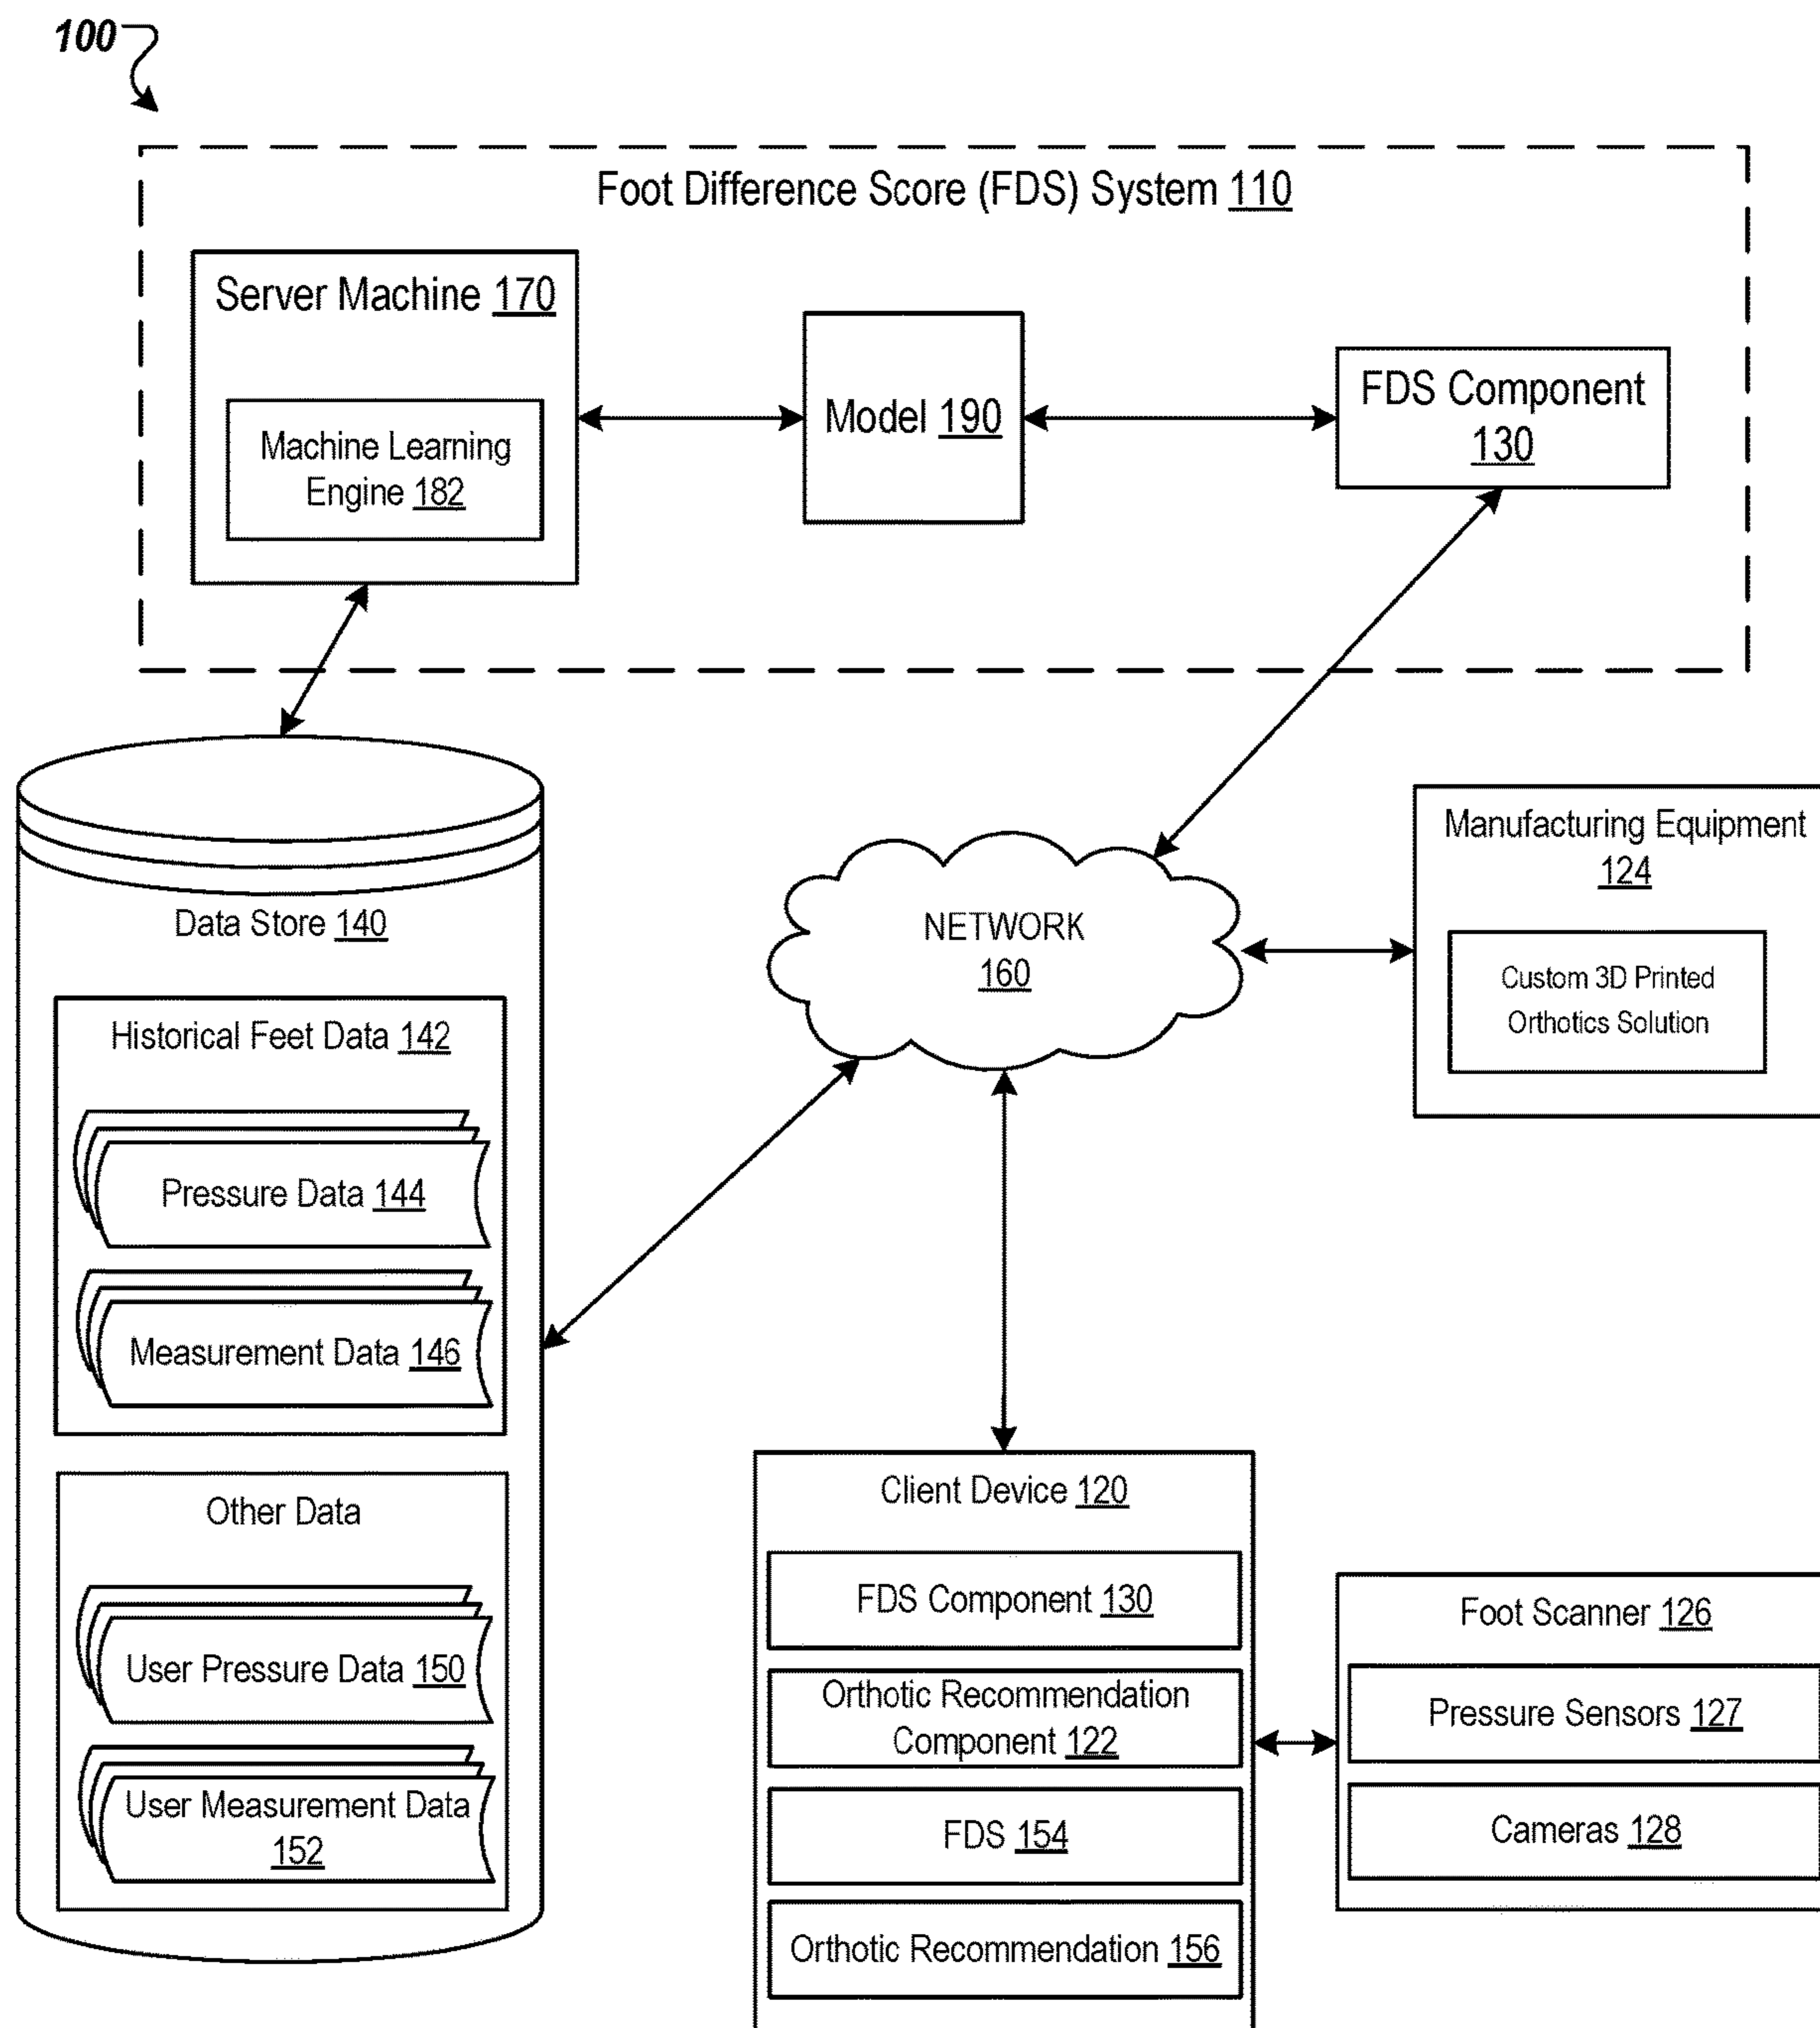 100
Foot Difference Score (FDS) System 110
Server Machine 170
Machine Learning
Engine 182
Model 190
FDS Component
130
Data Store 140
Historical Feet Data 142
Pressure Data 144
Measurement Data 146
Other Data
User Pressure Data 150
User Measurement Data
152
NETWORK
160
Manufacturing Equipment
124
Custom 3D Printed
Orthotics Solution
Client Device 120
FDS Component 130
Orthotic Recommendation
Component 122
FDS 154
Orthotic Recommendation 156
Foot Scanner 126
Pressure Sensors 127
Cameras 128